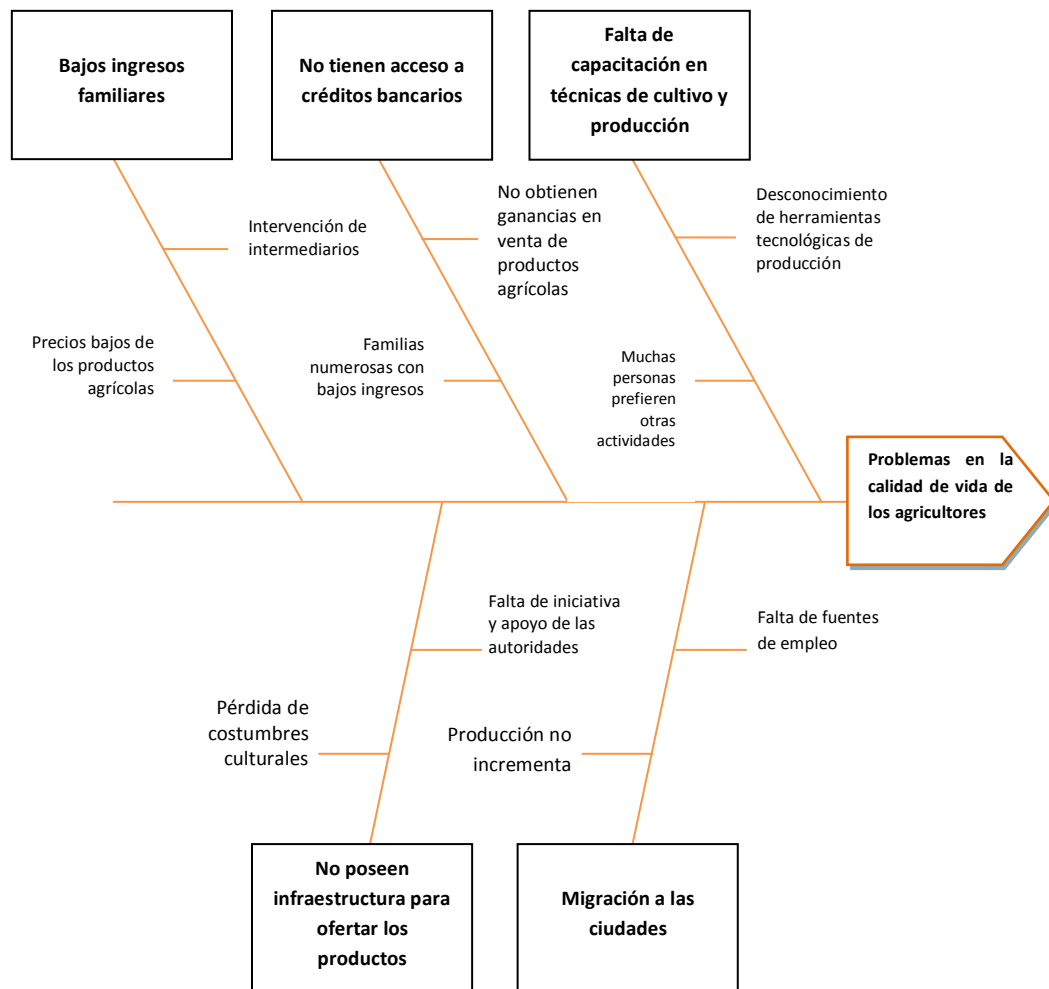 Bajos ingresos
familiares
No tienen acceso a
créditos bancarios
Falta de
capacitación en
técnicas de cultivo y
producción
Intervención de
intermediarios
No obtienen
ganancias en
venta de
productos
agrícolas
Desconocimiento
de herramientas
tecnológicas de
producción
Precios bajos de
los productos
agrícolas
Familias
numerosas con
bajos ingresos
Muchas
personas
prefieren
otras
actividades
Problemas en la
calidad de vida de
los agricultores
Falta de iniciativa
y apoyo de las
autoridades
Falta de fuentes
de empleo
Pérdida de
costumbres
culturales
Producción no
incrementa
No poseen
infraestructura para
ofertar los
productos
Migración a las
ciudades